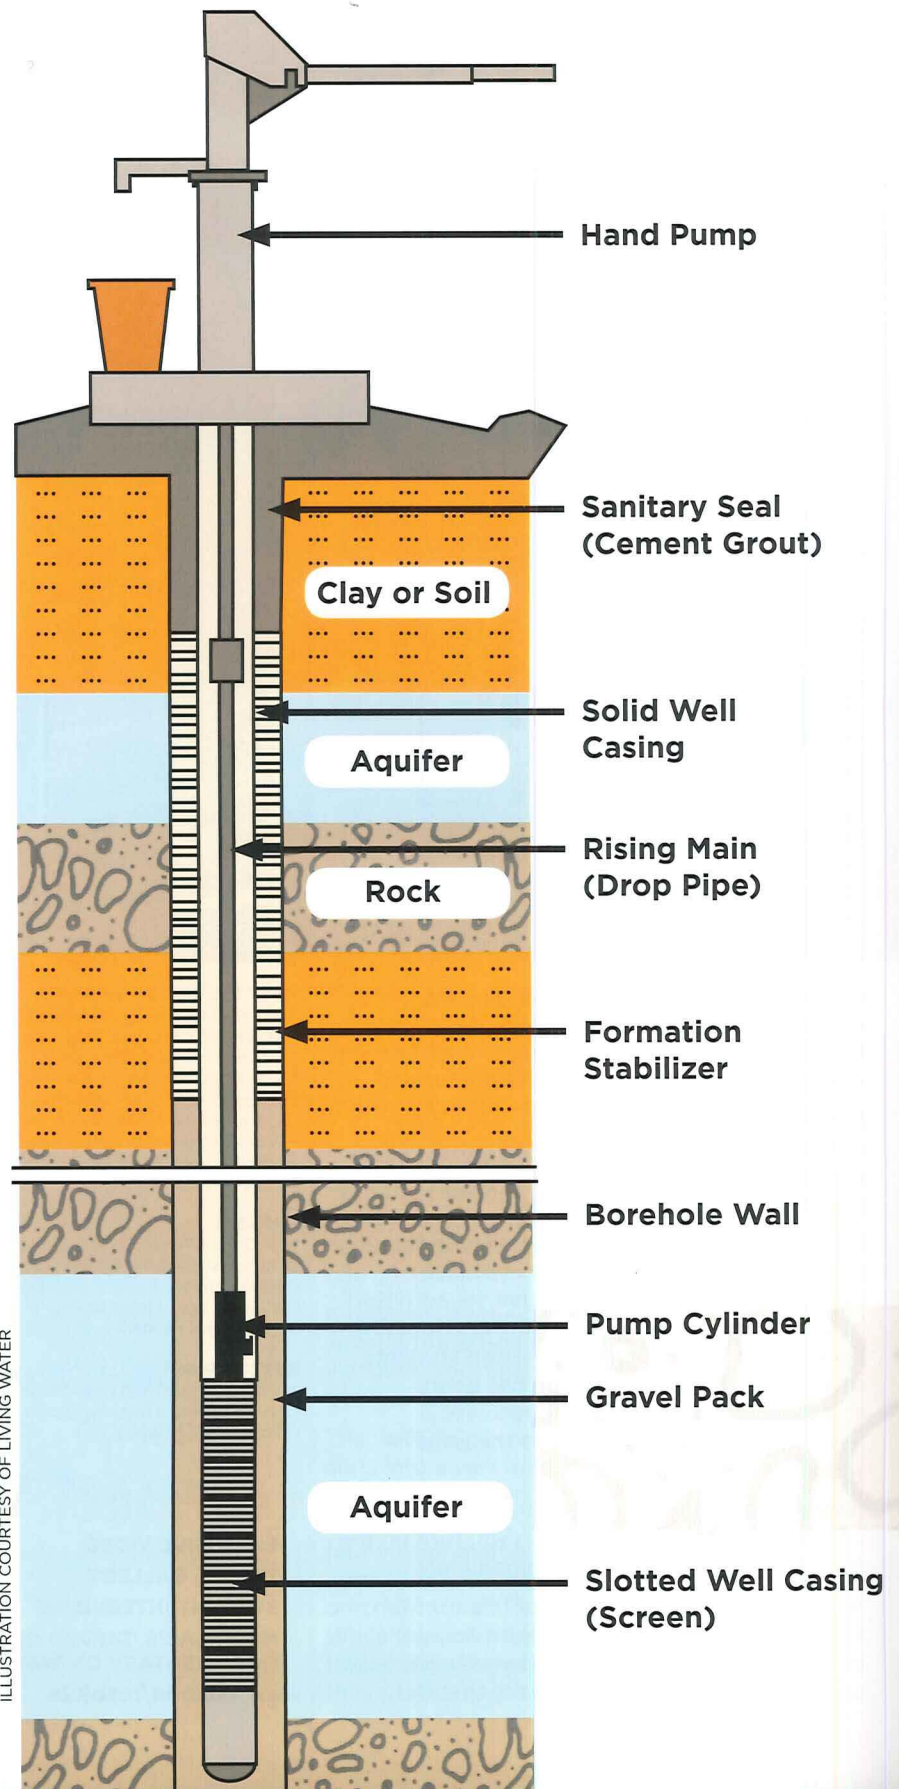 Hand Pump
Sanitary Seal
(Cement Grout)
Clay or Soil
Solid Well
Casing
Aquifer
Rising Main
(Drop Pipe)
Rock
Formation
Stabilizer
Borehole Wall
Pump Cylinder
Gravel Pack
Aquifer
Slotted Well Casing
(Screen)
ILLUSTRATION COURTESY OF LIVING WATER